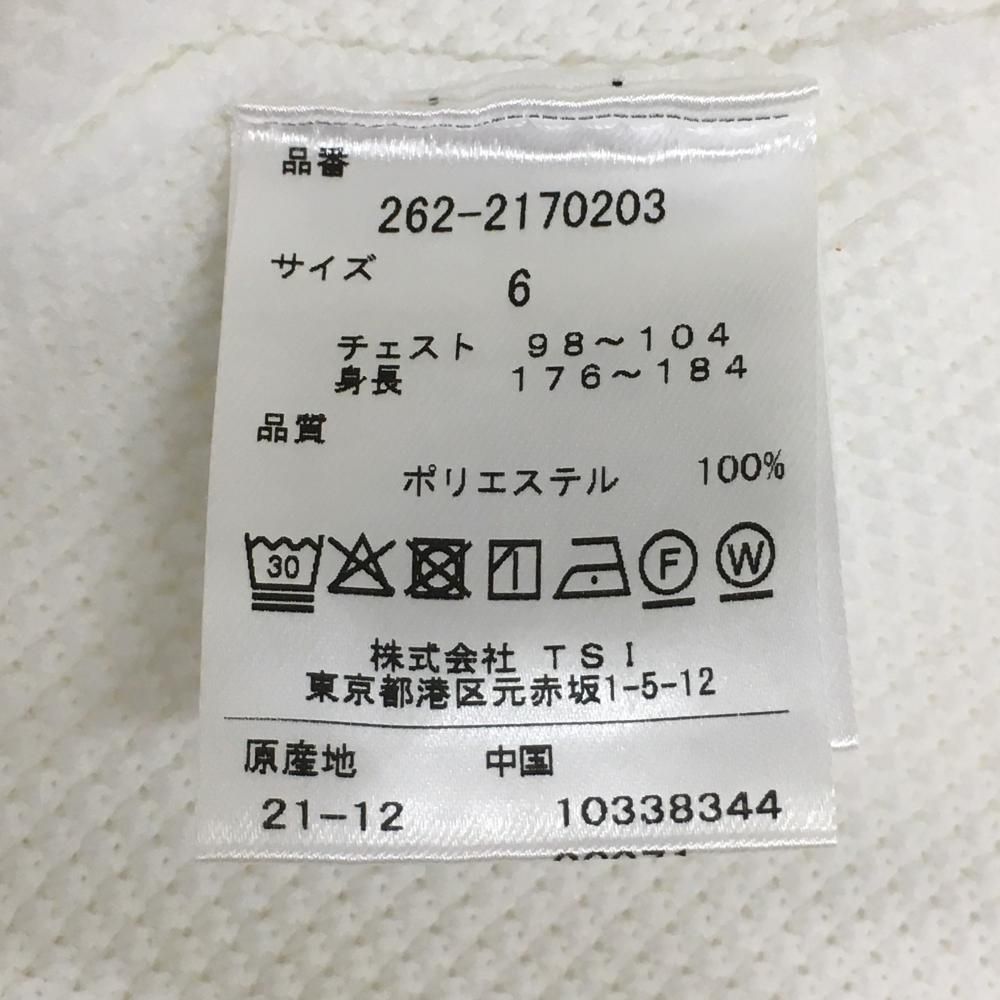 品番
262-2170203
サイズ
6
チェスト 98~104
身長 176~184
品質
ポリエステル 100%
30 F W
株式会社 TSI
東京都港区元赤坂1-5-12
原産地 中国
21-12 10338344